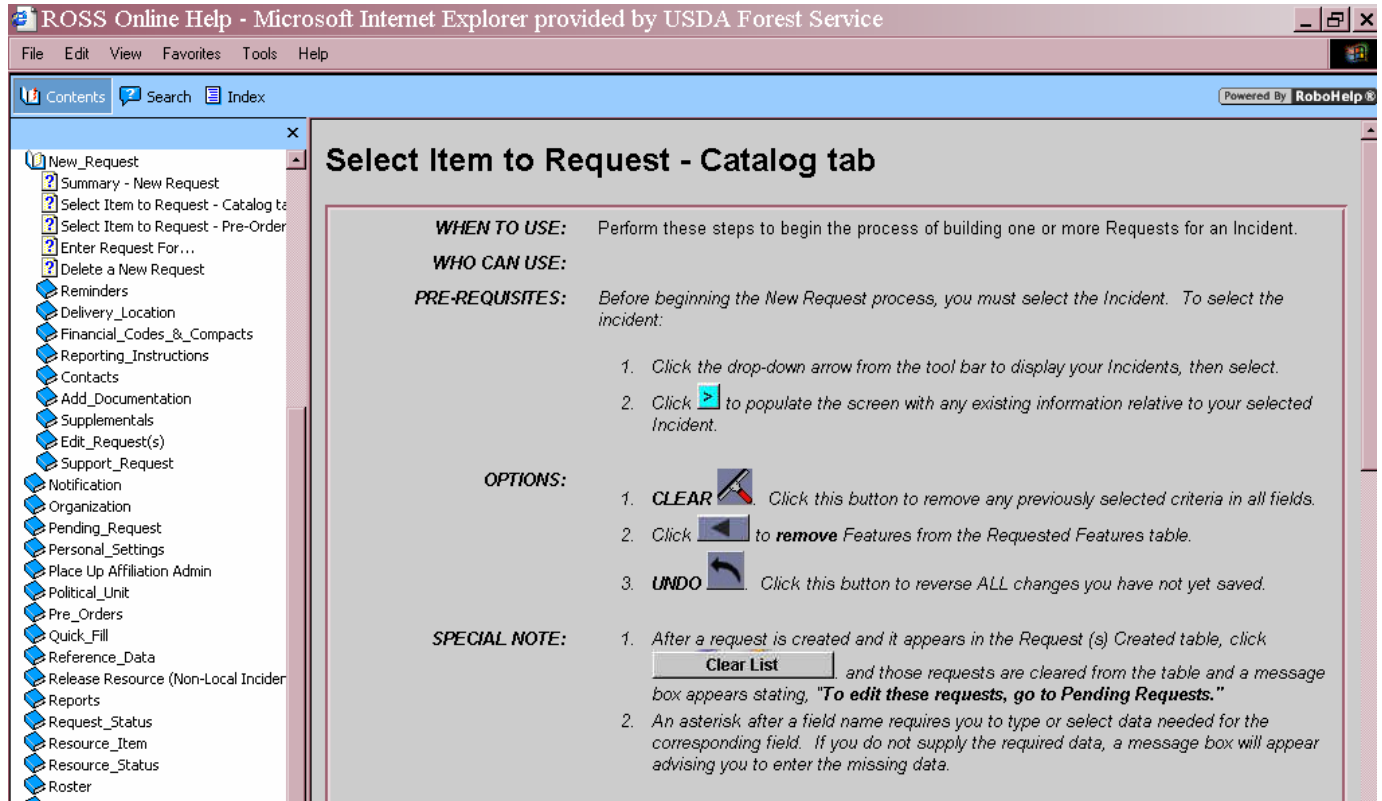 ROSS Online Help - Microsoft Internet Explorer provided by USDA Forest Service
File Edit View Favorites Tools Help
Contents Search Index
Powered By RoboHelp®
New_Request
Summary - New Request
Select Item to Request - Catalog ta
Select Item to Request - Pre-Order
Enter Request For...
Delete a New Request
Reminders
Delivery_Location
Financial_Codes_&_Compacts
Reporting_Instructions
Contacts
Add_Documentation
Supplementals
Edit_Request(s)
Support_Request
Notification
Organization
Pending_Request
Personal_Settings
Place Up Affiliation Admin
Political_Unit
Pre_Orders
Quick_Fill
Reference_Data
Release Resource (Non-Local Inciden
Reports
Request_Status
Resource_Item
Resource_Status
Roster
Select Item to Request - Catalog tab
WHEN TO USE: Perform these steps to begin the process of building one or more Requests for an Incident.
WHO CAN USE:
PRE-REQUISITES: Before beginning the New Request process, you must select the Incident. To select the
incident:
1. Click the drop-down arrow from the tool bar to display your Incidents, then select.
2. Click > to populate the screen with any existing information relative to your selected
Incident.
OPTIONS:
1. CLEAR . Click this button to remove any previously selected criteria in all fields.
2. Click to remove Features from the Requested Features table.
3. UNDO . Click this button to reverse ALL changes you have not yet saved.
SPECIAL NOTE: 1. After a request is created and it appears in the Request (s) Created table, click
Clear List . and those requests are cleared from the table and a message
box appears stating, "To edit these requests, go to Pending Requests."
2. An asterisk after a field name requires you to type or select data needed for the
corresponding field. If you do not supply the required data, a message box will appear
advising you to enter the missing data.